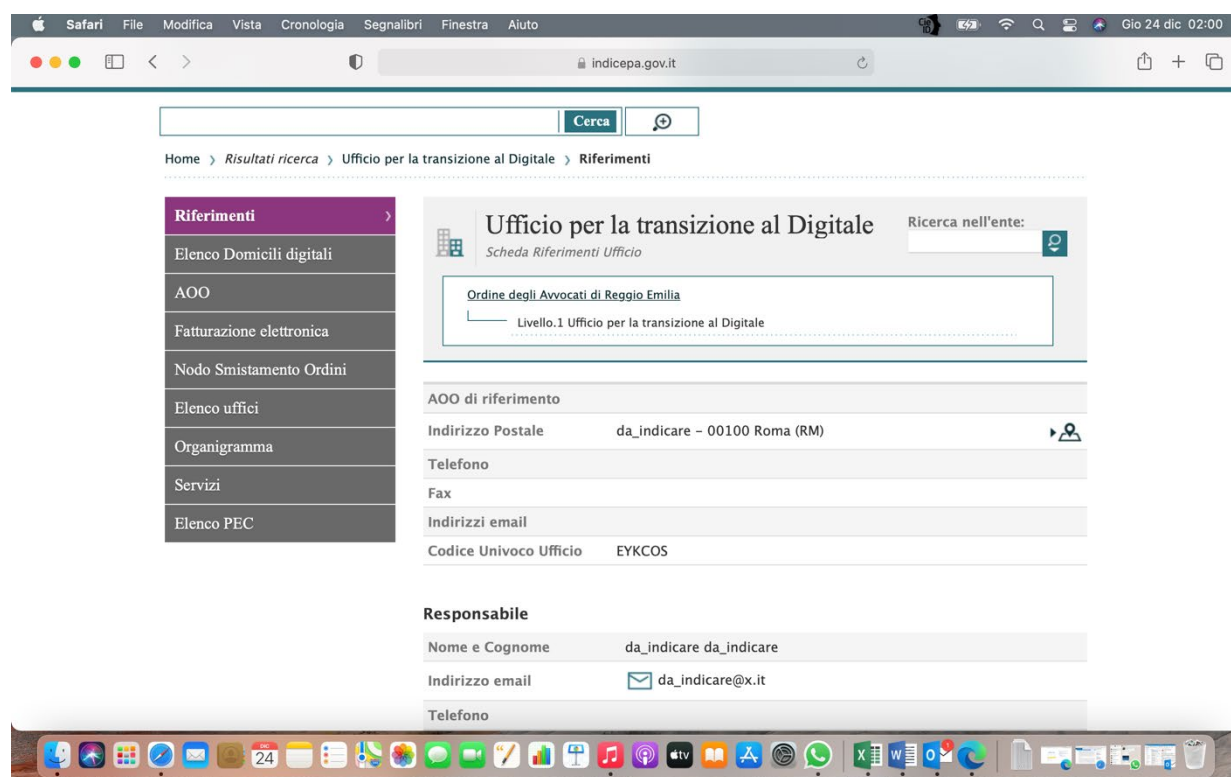 Safari File Modifica Vista Cronologia Segnalibri Finestra Aiuto Gio 24 dic 02:00
indicepa.gov.it
Cerca
Home › Risultati ricerca › Ufficio per la transizione al Digitale › Riferimenti
Riferimenti
Elenco Domicili digitali
AOO
Fatturazione elettronica
Nodo Smistamento Ordini
Elenco uffici
Organigramma
Servizi
Elenco PEC
Ufficio per la transizione al Digitale
Scheda Riferimenti Ufficio
Ricerca nell'ente:
Ordine degli Avvocati di Reggio Emilia
Livello.1 Ufficio per la transizione al Digitale
AOO di riferimento
Indirizzo Postale da_indicare - 00100 Roma (RM)
Telefono
Fax
Indirizzi email
Codice Univoco Ufficio EYKCOS
Responsabile
Nome e Cognome da_indicare da_indicare
Indirizzo email da_indicare@x.it
Telefono
DIC
24
tv